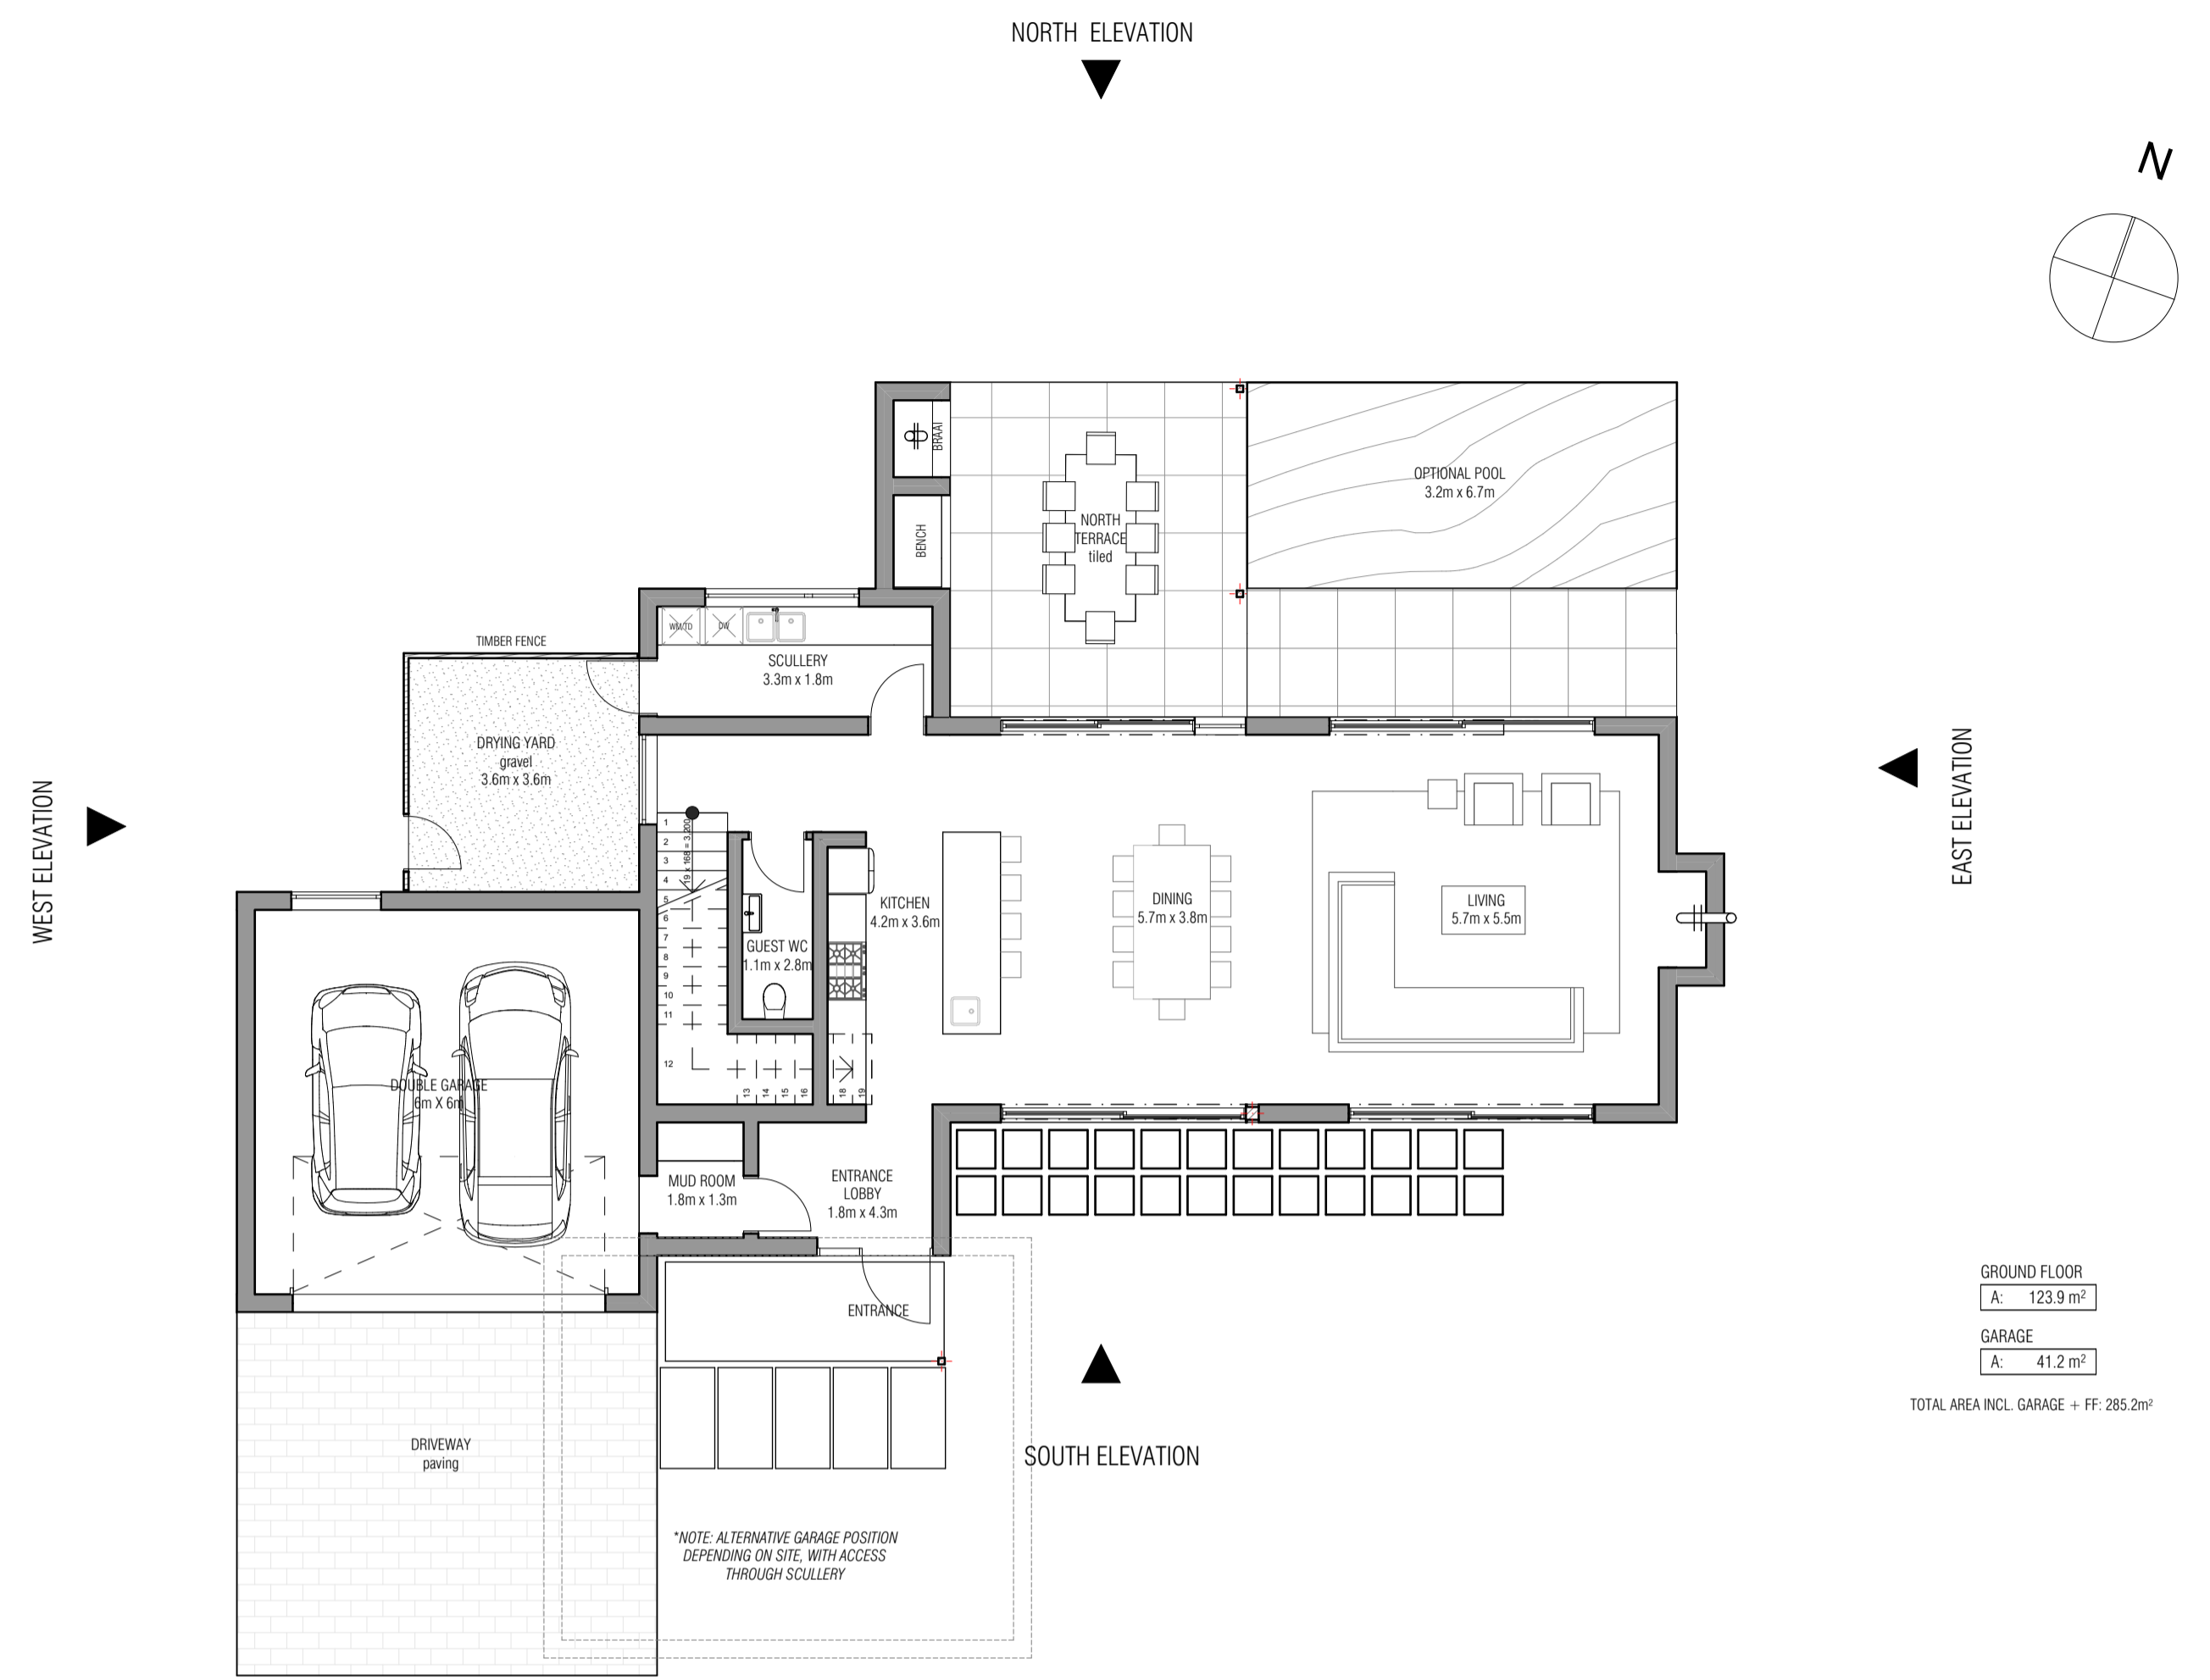 NORTH ELEVATION
N
BRAAI
BENCH
NORTH
TERRACE
tiled
OPTIONAL POOL
3.2m x 6.7m
TIMBER FENCE
WM/TD
DW
SCULLERY
3.3m x 1.8m
DRYING YARD
gravel
3.6m x 3.6m
WEST ELEVATION
EAST ELEVATION
1
2
3
4
5
6
7
8
9
10
11
12
13
14
15
16
18
19
19 x 168 = 3,200
GUEST WC
1.1m x 2.8m
KITCHEN
4.2m x 3.6m
DINING
5.7m x 3.8m
LIVING
5.7m x 5.5m
DOUBLE GARAGE
6m X 6m
MUD ROOM
1.8m x 1.3m
ENTRANCE
LOBBY
1.8m x 4.3m
ENTRANCE
GROUND FLOOR
A: 123.9 m²
GARAGE
A: 41.2 m²
TOTAL AREA INCL. GARAGE + FF: 285.2m²
DRIVEWAY
paving
SOUTH ELEVATION
*NOTE: ALTERNATIVE GARAGE POSITION
DEPENDING ON SITE, WITH ACCESS
THROUGH SCULLERY